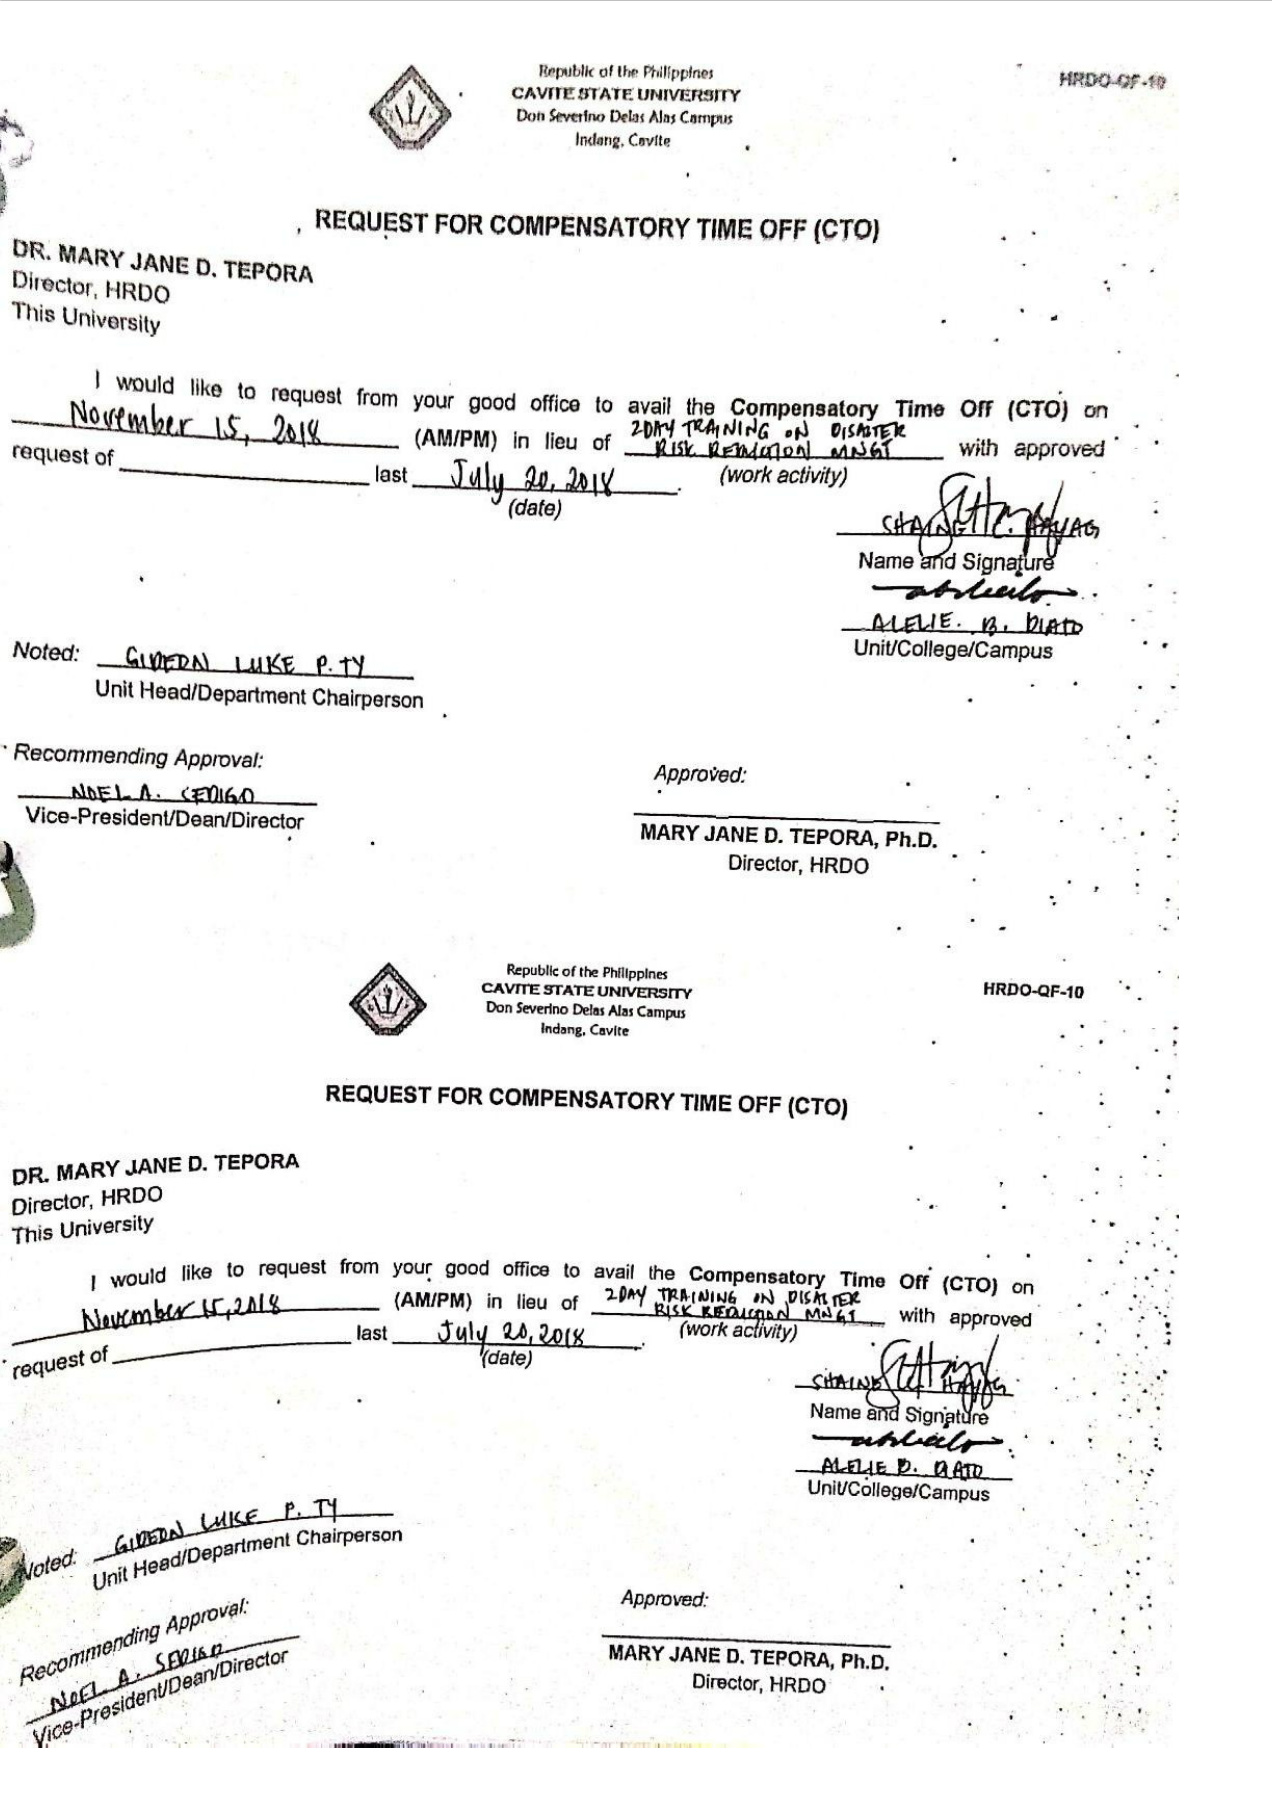 Republic of the Philippines
CAVITE STATE UNIVERSITY
Don Severino Delas Alas Campus
Indang, Cavite
HRDO-QF-10
REQUEST FOR COMPENSATORY TIME OFF (CTO)
DR. MARY JANE D. TEPORA
Director, HRDO
This University
I would like to request from your good office to avail the Compensatory Time Off (CTO) on
November 15, 2018 (AM/PM) in lieu of 2DAY TRAINING ON DISASTER
RISK REDUCTION MNGT with approved
request of last July 20, 2018 (work activity)
(date)
SHAINE C. HAYAG
Name and Signature
ALELIE. B. DIATO
Unit/College/Campus
Noted: GIDEON LUKE P. TY
Unit Head/Department Chairperson
Recommending Approval:
NOEL A. SEDIGO
Vice-President/Dean/Director
Approved:
MARY JANE D. TEPORA, Ph.D.
Director, HRDO
Republic of the Philippines
CAVITE STATE UNIVERSITY
Don Severino Delas Alas Campus
Indang, Cavite
HRDO-QF-10
REQUEST FOR COMPENSATORY TIME OFF (CTO)
DR. MARY JANE D. TEPORA
Director, HRDO
This University
I would like to request from your good office to avail the Compensatory Time Off (CTO) on
November 15, 2018 (AM/PM) in lieu of 2DAY TRAINING ON DISASTER
RISK REDUCTION MNGT with approved
request of last July 20, 2018 (work activity)
(date)
SHAINE HAYAG
Name and Signature
ALELIE B. DIATO
Unit/College/Campus
Noted: GIDEON LUKE P. TY
Unit Head/Department Chairperson
Recommending Approval:
NOEL A. SEDIGO
Vice-President/Dean/Director
Approved:
MARY JANE D. TEPORA, Ph.D.
Director, HRDO